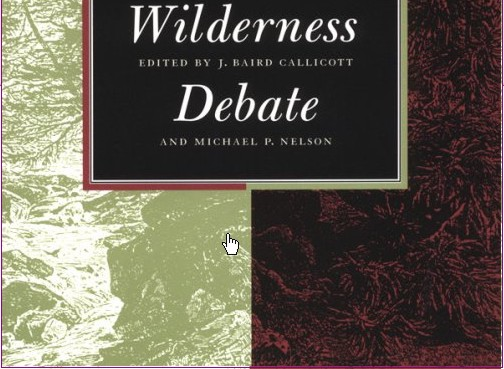 Wilderness
EDITED BY J. BAIRD CALLICOTT
Debate
AND MICHAEL P. NELSON